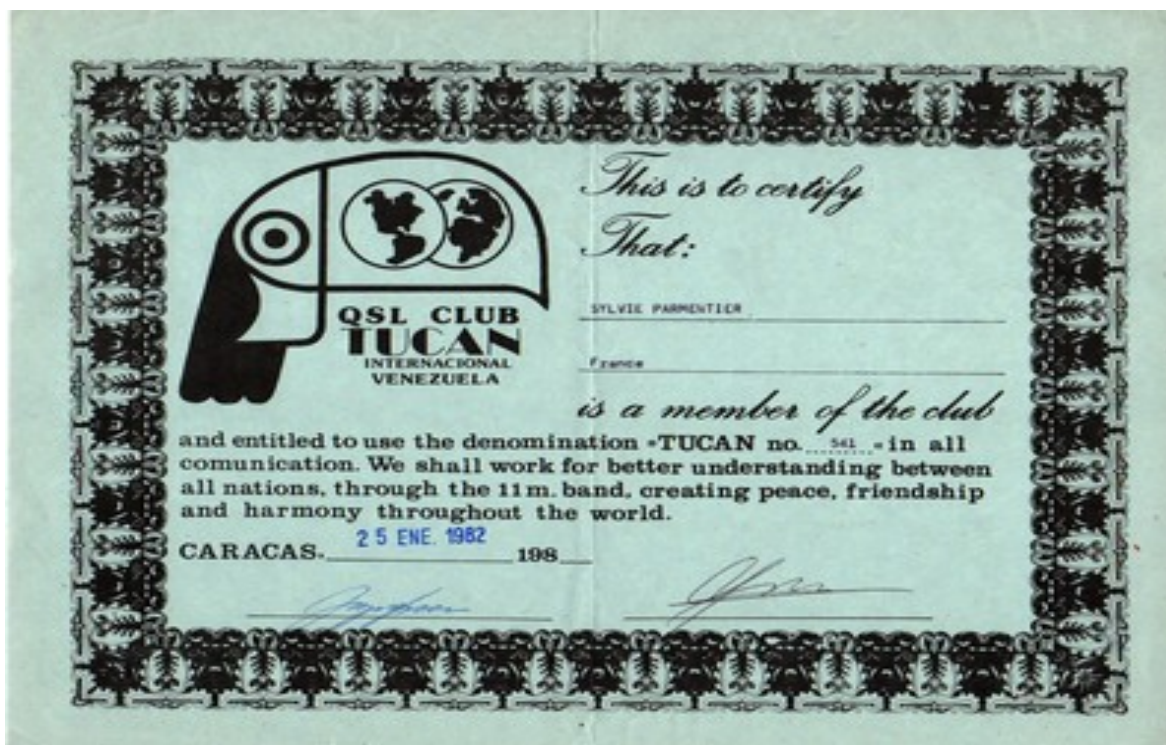 This is to certify
That:
QSL CLUB
TUCAN
INTERNACIONAL
VENEZUELA
SYLVIE PARMENTIER
France
is a member of the club
and entitled to use the denomination "TUCAN no. 541 " in all
comunication. We shall work for better understanding between
all nations, through the 11 m. band, creating peace, friendship
and harmony throughout the world.
CARACAS. 25 ENE. 1982 198